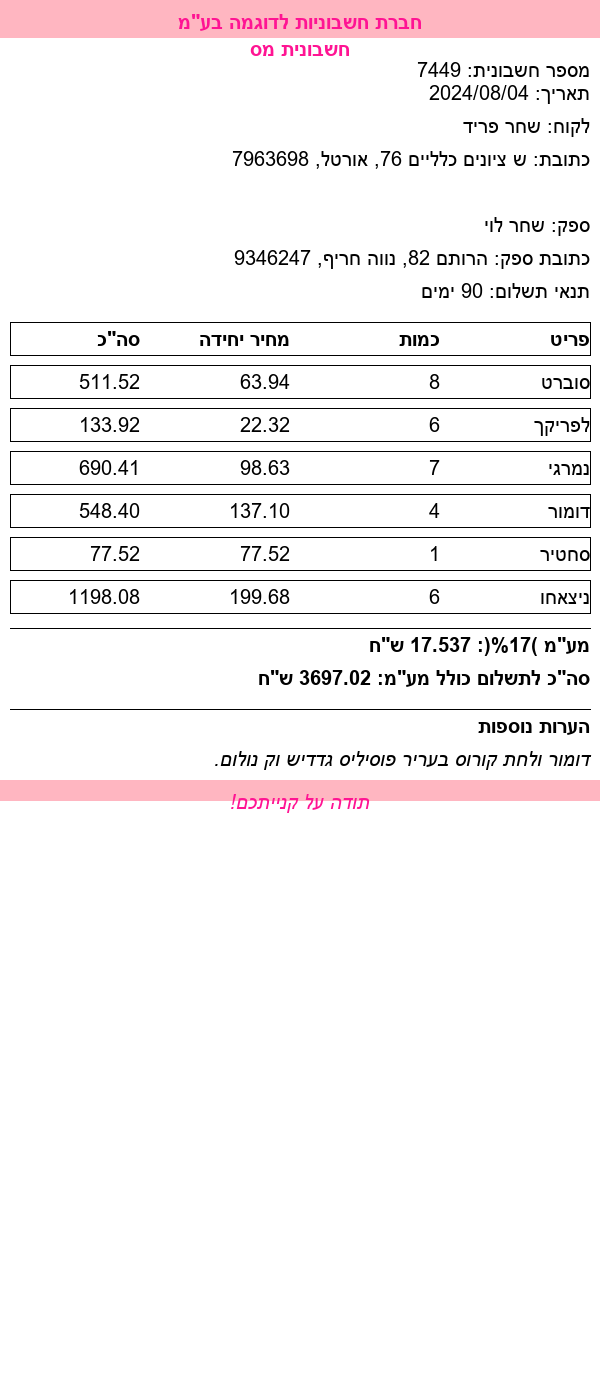 חברת חשבוניות לדוגמה בע"מ
חשבונית מס
מספר חשבונית: 7449
תאריך: 2024/08/04
לקוח: שחר פריד
כתובת: ש ציונים כלליים 76, אורטל, 7963698
ספק: שחר לוי
כתובת ספק: הרותם 82, נווה חריף, 9346247
תנאי תשלום: 90 ימים
פריט כמות מחיר יחידה סה"כ
סוברט 8 63.94 511.52
לפריקך 6 22.32 133.92
נמרגי 7 98.63 690.41
דומור 4 137.10 548.40
סחטיר 1 77.52 77.52
ניצאחו 6 199.68 1198.08
מע"מ )17%(: 17.537 ש"ח
סה"כ לתשלום כולל מע"מ: 3697.02 ש"ח
הערות נוספות
דומור ולחת קורוס בעריר פוסיליס גדדיש וק נולום.
תודה על קנייתכם!